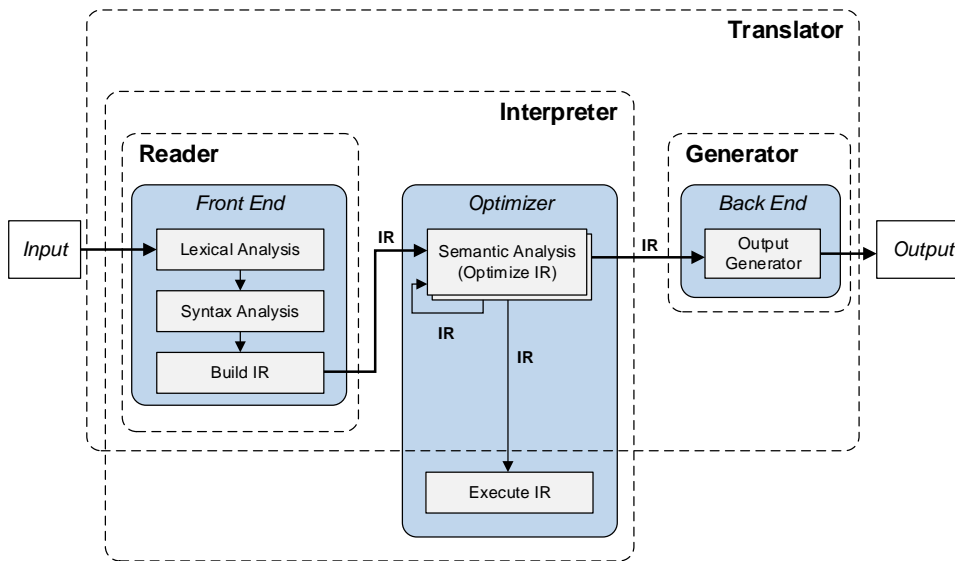 Translator
Interpreter
Reader
Generator
Front End
Optimizer
Back End
Input
Lexical Analysis
IR
Semantic Analysis
(Optimize IR)
IR
Output
Generator
Output
Syntax Analysis
IR
IR
Build IR
Execute IR